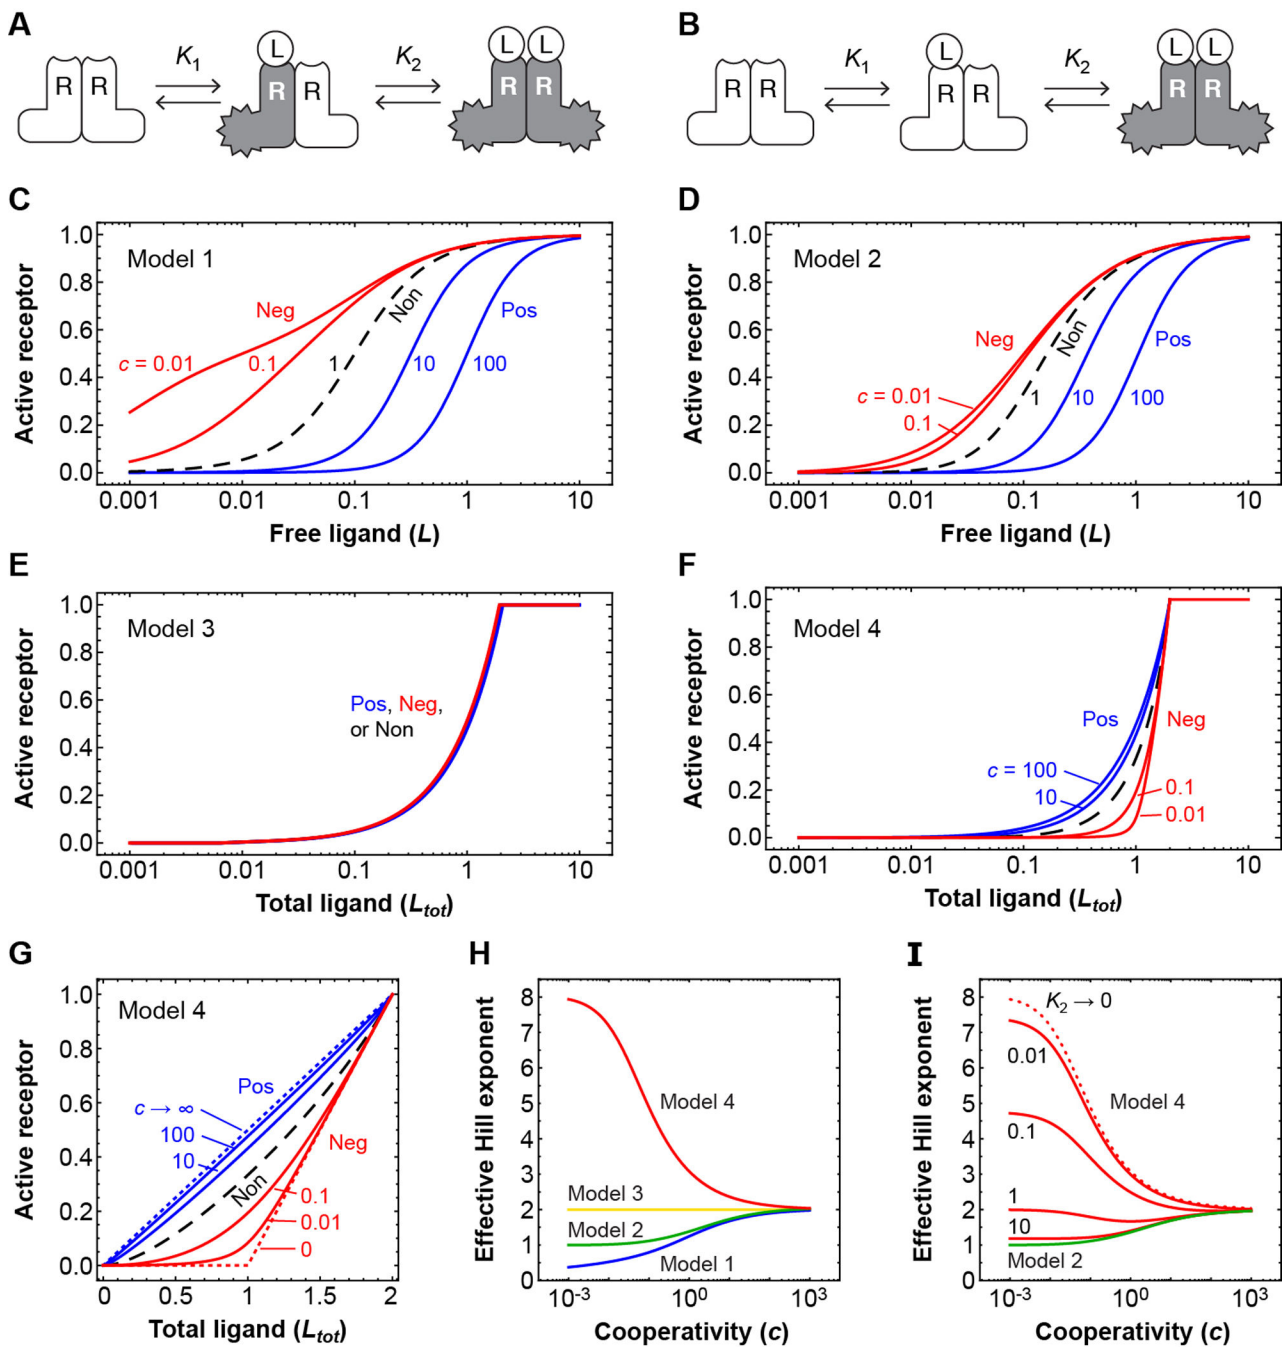 A
L
K1
K2
L L
R R
R R
R R
B
L
K1
K2
L L
R R
R R
R R
C
Model 1
Neg
Non
Pos
c = 0.01
0.1
1
10
100
1.0
0.8
0.6
0.4
0.2
0.0
0.001 0.01 0.1 1 10
Active receptor
Free ligand (L)
D
Model 2
Neg
Non
Pos
c = 0.01
0.1
1
10
100
1.0
0.8
0.6
0.4
0.2
0.0
0.001 0.01 0.1 1 10
Active receptor
Free ligand (L)
E
Model 3
Pos, Neg,
or Non
1.0
0.8
0.6
0.4
0.2
0.0
0.001 0.01 0.1 1 10
Active receptor
Total ligand (Ltot)
F
Model 4
Pos
Neg
c = 100
10
0.1
0.01
1.0
0.8
0.6
0.4
0.2
0.0
0.001 0.01 0.1 1 10
Active receptor
Total ligand (Ltot)
G
Model 4
Pos
c → ∞
100
10
Non
Neg
0.1
0.01
0
1.0
0.8
0.6
0.4
0.2
0.0
0 0.5 1 1.5 2
Active receptor
Total ligand (Ltot)
H
Model 4
Model 3
Model 2
Model 1
8
7
6
5
4
3
2
1
0
10-3 100 103
Effective Hill exponent
Cooperativity (c)
I
K2 → 0
0.01
Model 4
0.1
1
10
Model 2
8
7
6
5
4
3
2
1
0
10-3 100 103
Effective Hill exponent
Cooperativity (c)